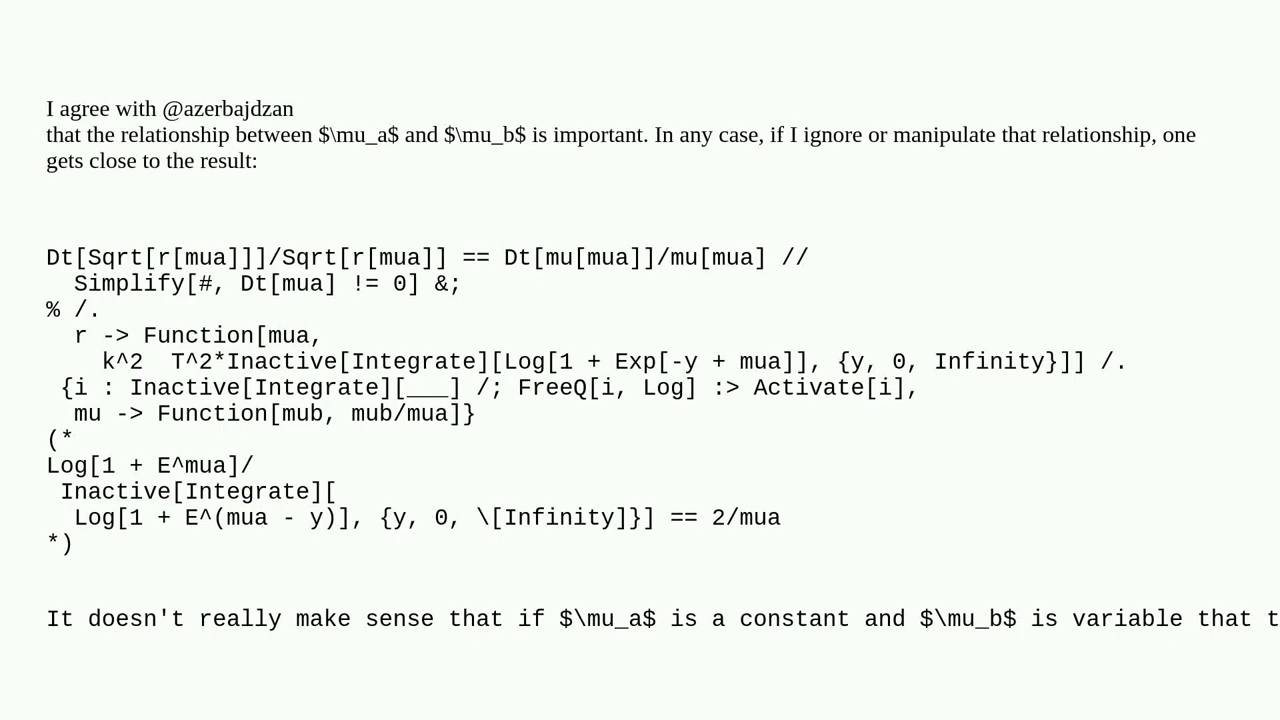 I agree with @azerbajdzan
that the relationship between $\mu_a$ and $\mu_b$ is important. In any case, if I ignore or manipulate that relationship, one
gets close to the result:
Dt[Sqrt[r[mua]]]/Sqrt[r[mua]] == Dt[mu[mua]]/mu[mua] //
  Simplify[#, Dt[mua] != 0] &;
% /.
  r -> Function[mua,
    k^2  T^2*Inactive[Integrate][Log[1 + Exp[-y + mua]], {y, 0, Infinity}]] /.
 {i : Inactive[Integrate][___] /; FreeQ[i, Log] :> Activate[i],
  mu -> Function[mub, mub/mua]}
(*
Log[1 + E^mua]/
 Inactive[Integrate][
  Log[1 + E^(mua - y)], {y, 0, \[Infinity]}] == 2/mua
*)
It doesn't really make sense that if $\mu_a$ is a constant and $\mu_b$ is variable that